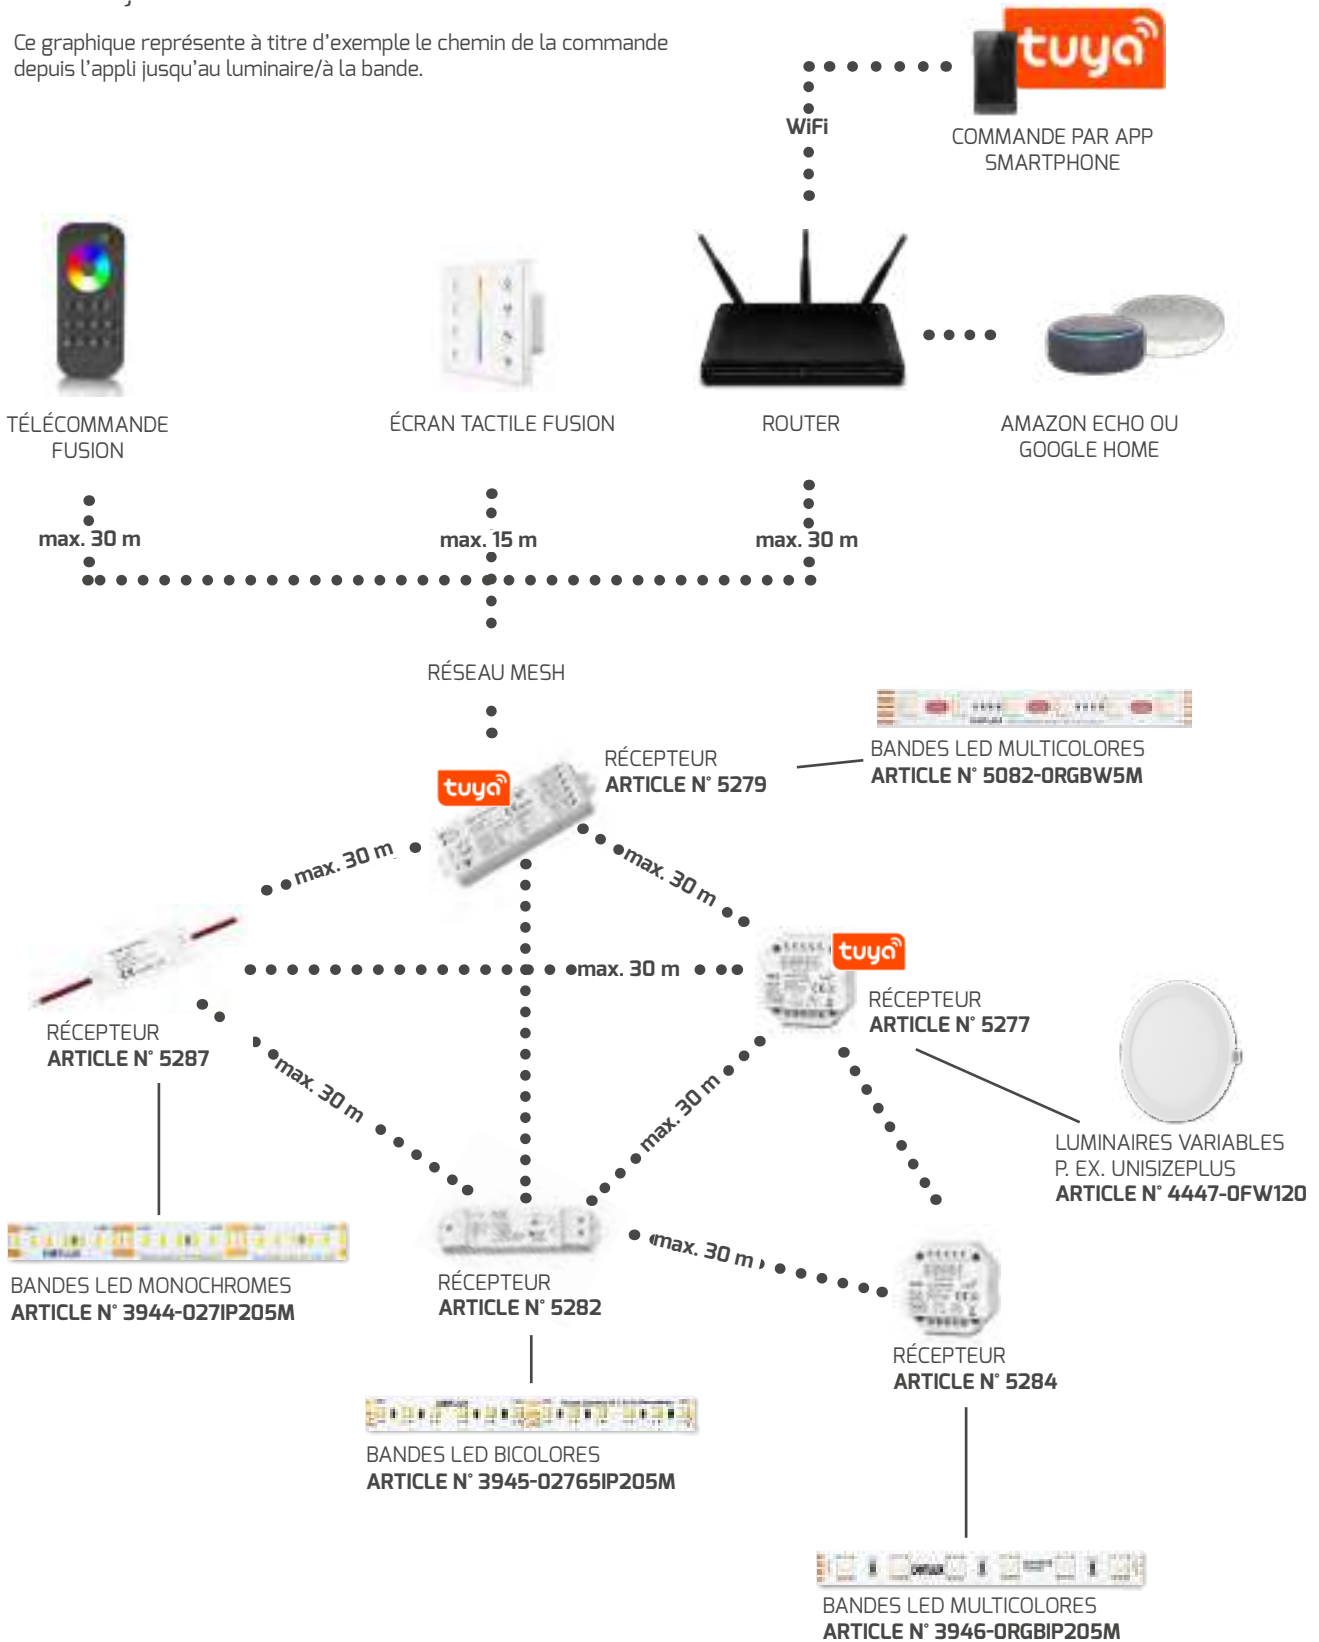 Ce graphique représente à titre d'exemple le chemin de la commande
depuis l'appli jusqu'au luminaire/à la bande.
tuya
WiFi
COMMANDE PAR APP
SMARTPHONE
TÉLÉCOMMANDE
FUSION
ÉCRAN TACTILE FUSION
ROUTER
AMAZON ECHO OU
GOOGLE HOME
max. 30 m
max. 15 m
max. 30 m
RÉSEAU MESH
tuya
RÉCEPTEUR
ARTICLE N° 5279
BANDES LED MULTICOLORES
ARTICLE N° 5082-0RGBW5M
max. 30 m
max. 30 m
max. 30 m
tuya
RÉCEPTEUR
ARTICLE N° 5277
RÉCEPTEUR
ARTICLE N° 5287
max. 30 m
max. 30 m
LUMINAIRES VARIABLES
P. EX. UNISIZEPLUS
ARTICLE N° 4447-0FW120
max. 30 m
BANDES LED MONOCHROMES
ARTICLE N° 3944-027IP205M
RÉCEPTEUR
ARTICLE N° 5282
RÉCEPTEUR
ARTICLE N° 5284
BANDES LED BICOLORES
ARTICLE N° 3945-02765IP205M
BANDES LED MULTICOLORES
ARTICLE N° 3946-0RGBIP205M